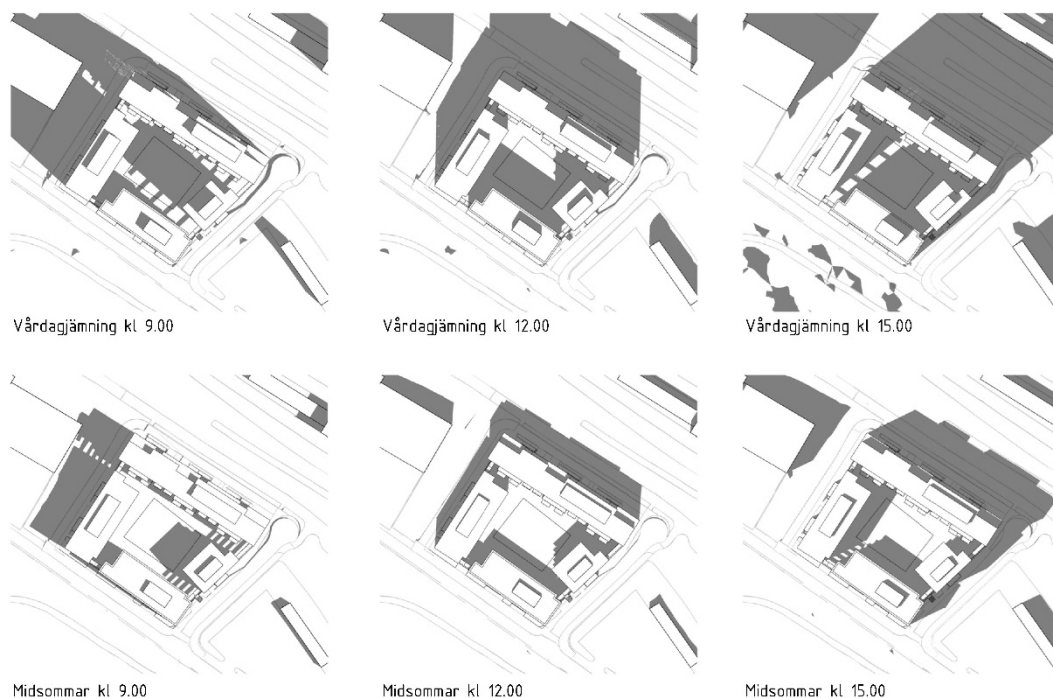 Vårdagjämning kl 9.00
Vårdagjämning kl 12.00
Vårdagjämning kl 15.00
Midsommar kl 9.00
Midsommar kl 12.00
Midsommar kl 15.00